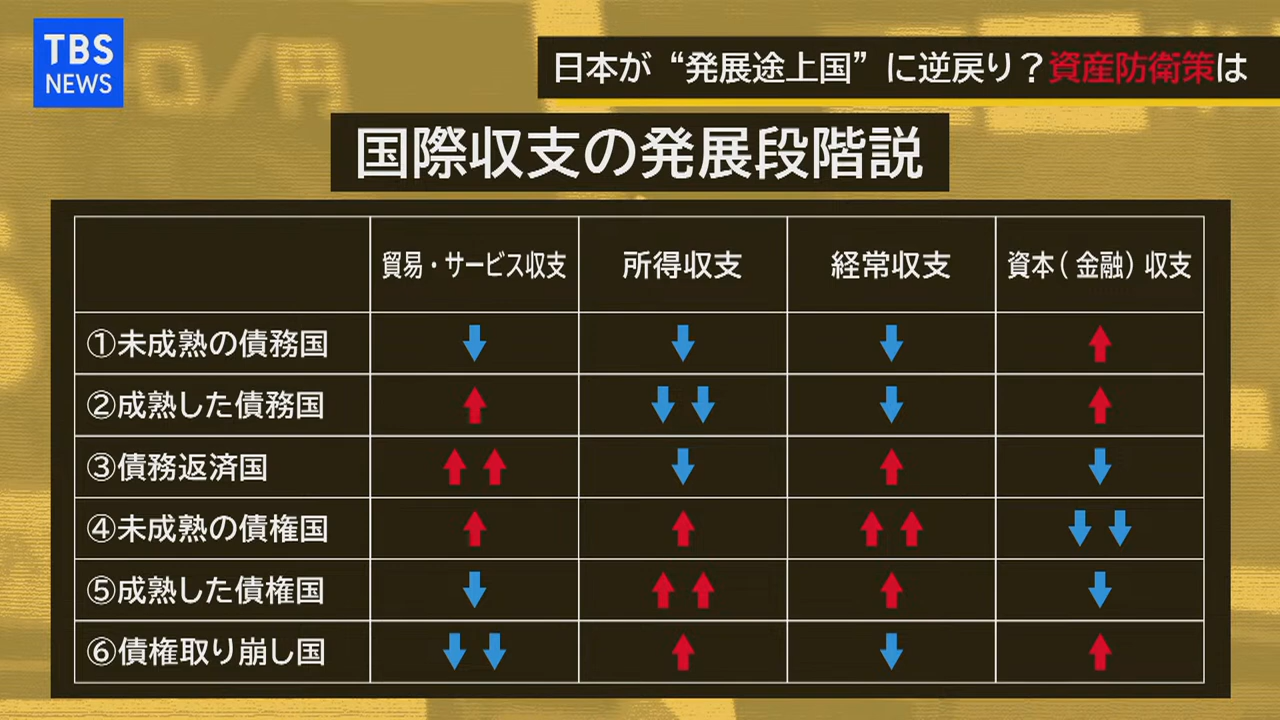 TBS
NEWS
日本が“発展途上国”に逆戻り？資産防衛策は
国際収支の発展段階説
貿易・サービス収支 所得収支 経常収支 資本(金融)収支
①未成熟の債務国 ↓ ↓ ↓ ↑
②成熟した債務国 ↑ ↓↓ ↓ ↑
③債務返済国 ↑↑ ↓ ↑ ↓
④未成熟の債権国 ↑ ↑ ↑↑ ↓↓
⑤成熟した債権国 ↓ ↑↑ ↑ ↓
⑥債権取り崩し国 ↓↓ ↑ ↓ ↑